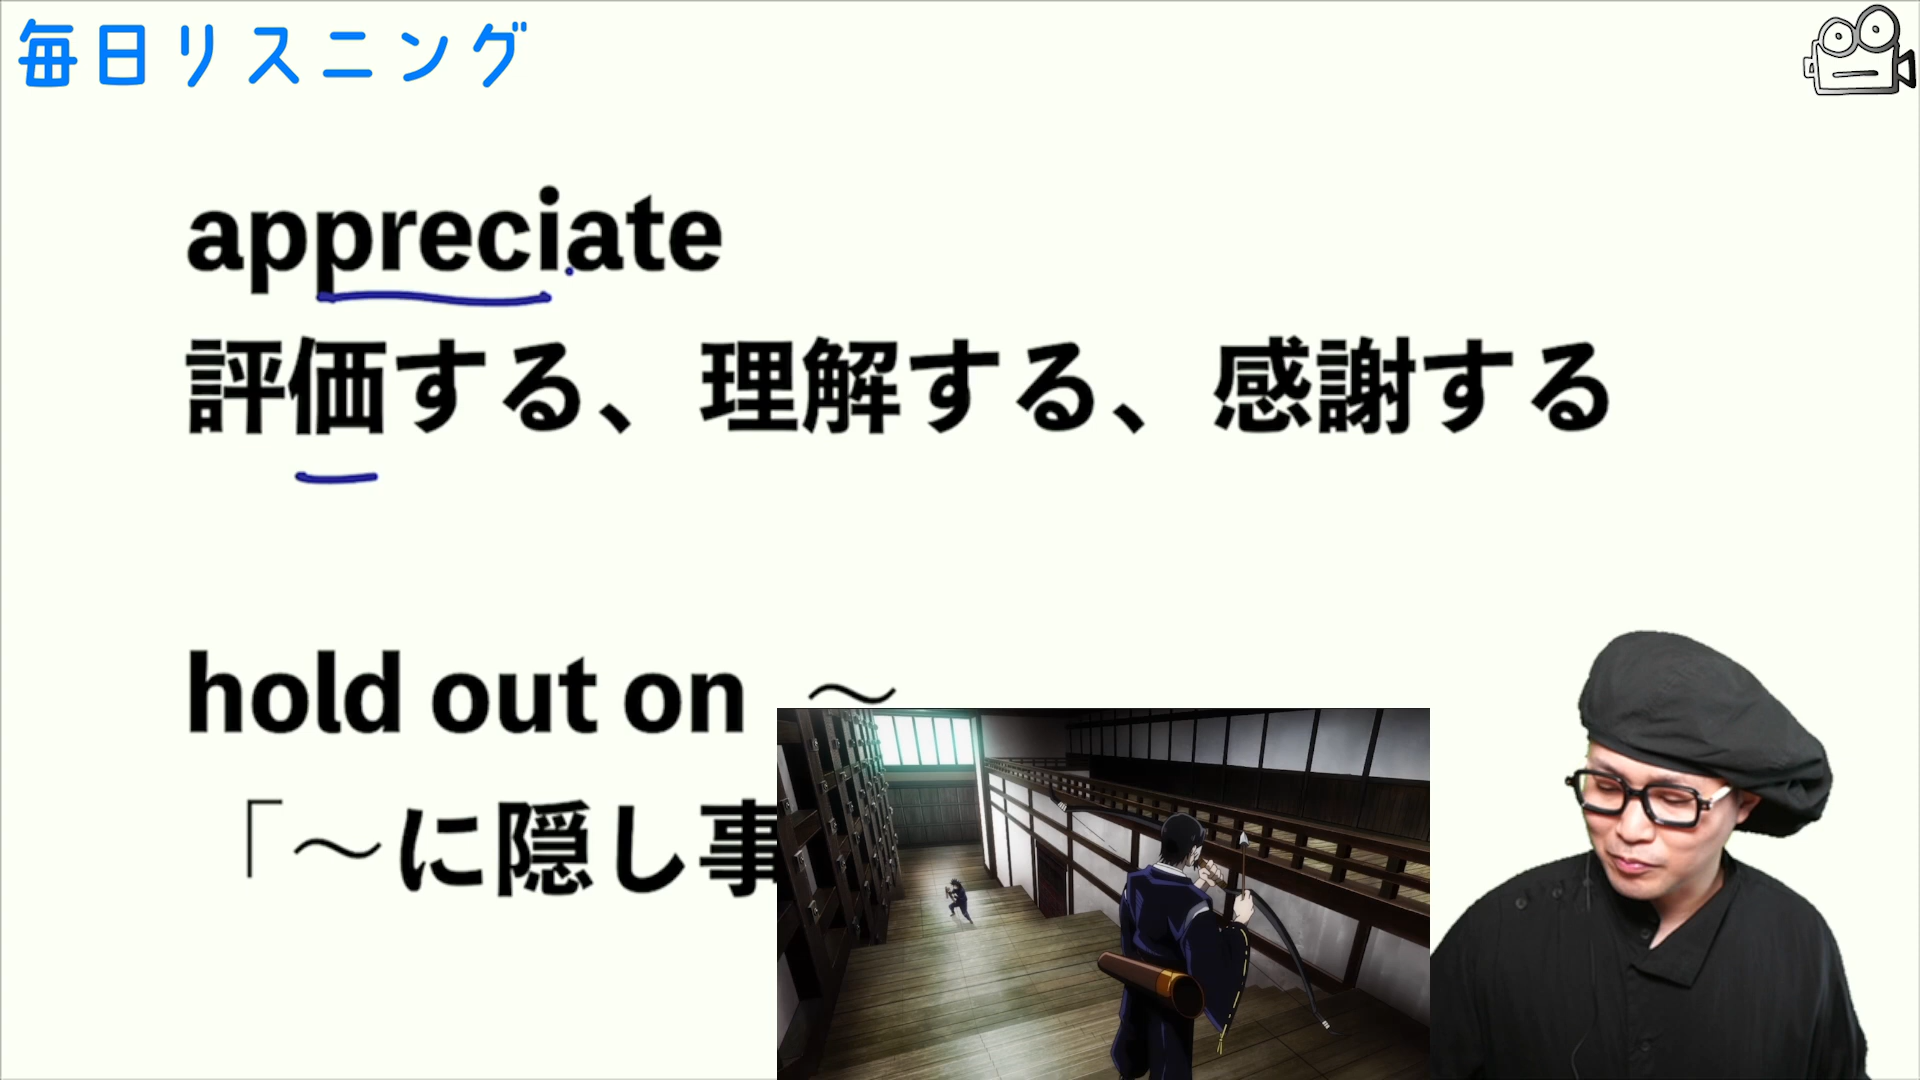 毎日リスニング
appreciate
評価する、理解する、感謝する
hold out on ～
「～に隠し事